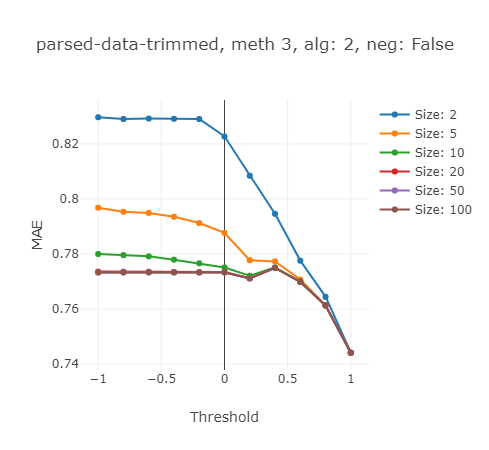 parsed-data-trimmed, meth 3, alg: 2, neg: False
Size: 2
Size: 5
Size: 10
Size: 20
Size: 50
Size: 100
MAE
0.82
0.8
0.78
0.76
0.74
−1
−0.5
0
0.5
1
Threshold